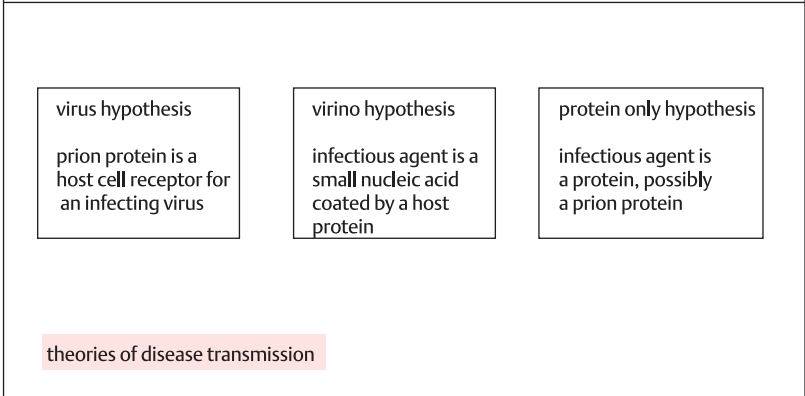 virus hypothesis
prion protein is a
host cell receptor for
an infecting virus
virino hypothesis
infectious agent is a
small nucleic acid
coated by a host
protein
protein only hypothesis
infectious agent is
a protein, possibly
a prion protein
theories of disease transmission